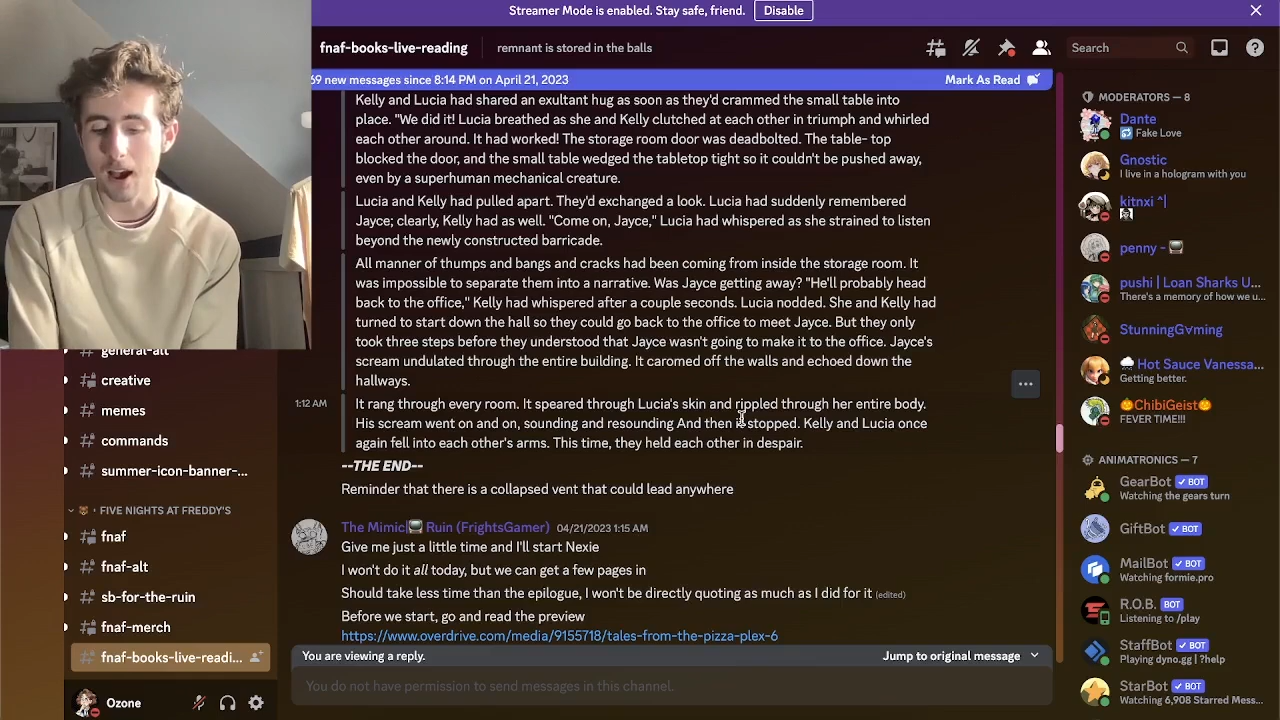 Streamer Mode is enabled. Stay safe, friend.
Disable
fnaf-books-live-reading
remnant is stored in the balls
Search
69 new messages since 8:14 PM on April 21, 2023
Mark As Read
Kelly and Lucia had shared an exultant hug as soon as they'd crammed the small table into
place. "We did it! Lucia breathed as she and Kelly clutched at each other in triumph and whirled
each other around. It had worked! The storage room door was deadbolted. The table- top
blocked the door, and the small table wedged the tabletop tight so it couldn't be pushed away,
even by a superhuman mechanical creature.
Lucia and Kelly had pulled apart. They'd exchanged a look. Lucia had suddenly remembered
Jayce; clearly, Kelly had as well. "Come on, Jayce," Lucia had whispered as she strained to listen
beyond the newly constructed barricade.
All manner of thumps and bangs and cracks had been coming from inside the storage room. It
was impossible to separate them into a narrative. Was Jayce getting away? "He'll probably head
back to the office," Kelly had whispered after a couple seconds. Lucia nodded. She and Kelly had
turned to start down the hall so they could go back to the office to meet Jayce. But they only
took three steps before they understood that Jayce wasn't going to make it to the office. Jayce's
scream undulated through the entire building. It caromed off the walls and echoed down the
hallways.
1:12 AM
It rang through every room. It speared through Lucia's skin and rippled through her entire body.
His scream went on and on, sounding and resounding And then it stopped. Kelly and Lucia once
again fell into each other's arms. This time, they held each other in despair.
--THE END--
Reminder that there is a collapsed vent that could lead anywhere
The Mimic| Ruin (FrightsGamer) 04/21/2023 1:15 AM
Give me just a little time and I'll start Nexie
I won't do it all today, but we can get a few pages in
Should take less time than the epilogue, I won't be directly quoting as much as I did for it (edited)
Before we start, go and read the preview
https://www.overdrive.com/media/9155718/tales-from-the-pizza-plex-6
You are viewing a reply.
Jump to original message
You do not have permission to send messages in this channel.
general-alt
creative
memes
commands
summer-icon-banner-...
FIVE NIGHTS AT FREDDY'S
fnaf
fnaf-alt
sb-for-the-ruin
fnaf-merch
fnaf-books-live-readi...
Ozone
MODERATORS — 8
Dante
Fake Love
Gnostic
I live in a hologram with you
kitnxi ^|
penny -
pushi | Loan Sharks U...
There's a memory of how we u...
StunningG∀ming
Hot Sauce Vanessa...
Getting better.
ChibiGeist
FEVER TIME!!!
ANIMATRONICS — 7
GearBot ✓ BOT
Watching the gears turn
GiftBot ✓ BOT
MailBot ✓ BOT
Watching formie.pro
R.O.B. ✓ BOT
Listening to /play
StaffBot ✓ BOT
Playing dyno.gg | ?help
StarBot ✓ BOT
Watching 6,908 Starred Mess...